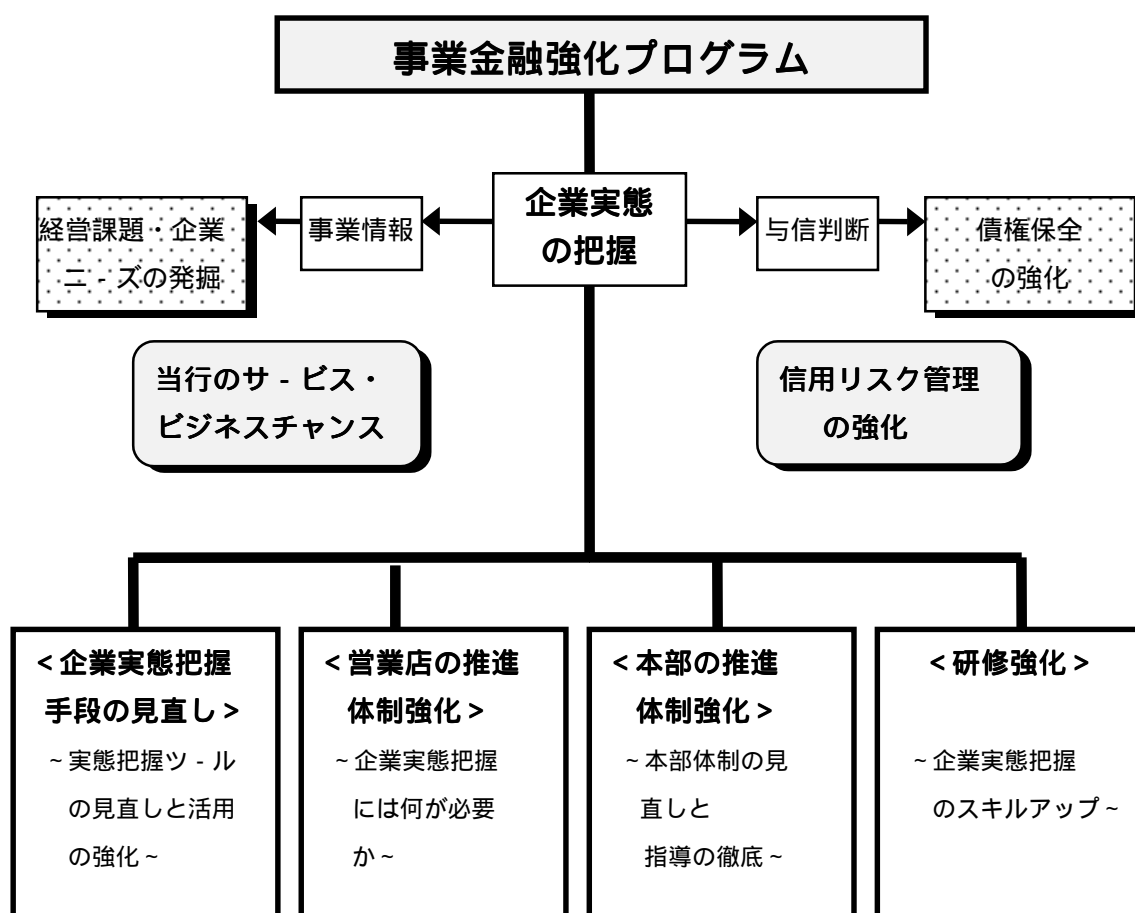 事業金融強化プログラム
企業実態
の把握
経営課題・企業
ニ‐ズの発掘
事業情報
与信判断
債権保全
の強化
当行のサ‐ビス・
ビジネスチャンス
信用リスク管理
の強化
<企業実態把握
手段の見直し>
~実態把握ツ‐ル
の見直しと活用
の強化~
<営業店の推進
体制強化>
~企業実態把握
には何が必要
か~
<本部の推進
体制強化>
~本部体制の見
直しと
指導の徹底~
<研修強化>
~企業実態把握
のスキルアップ~